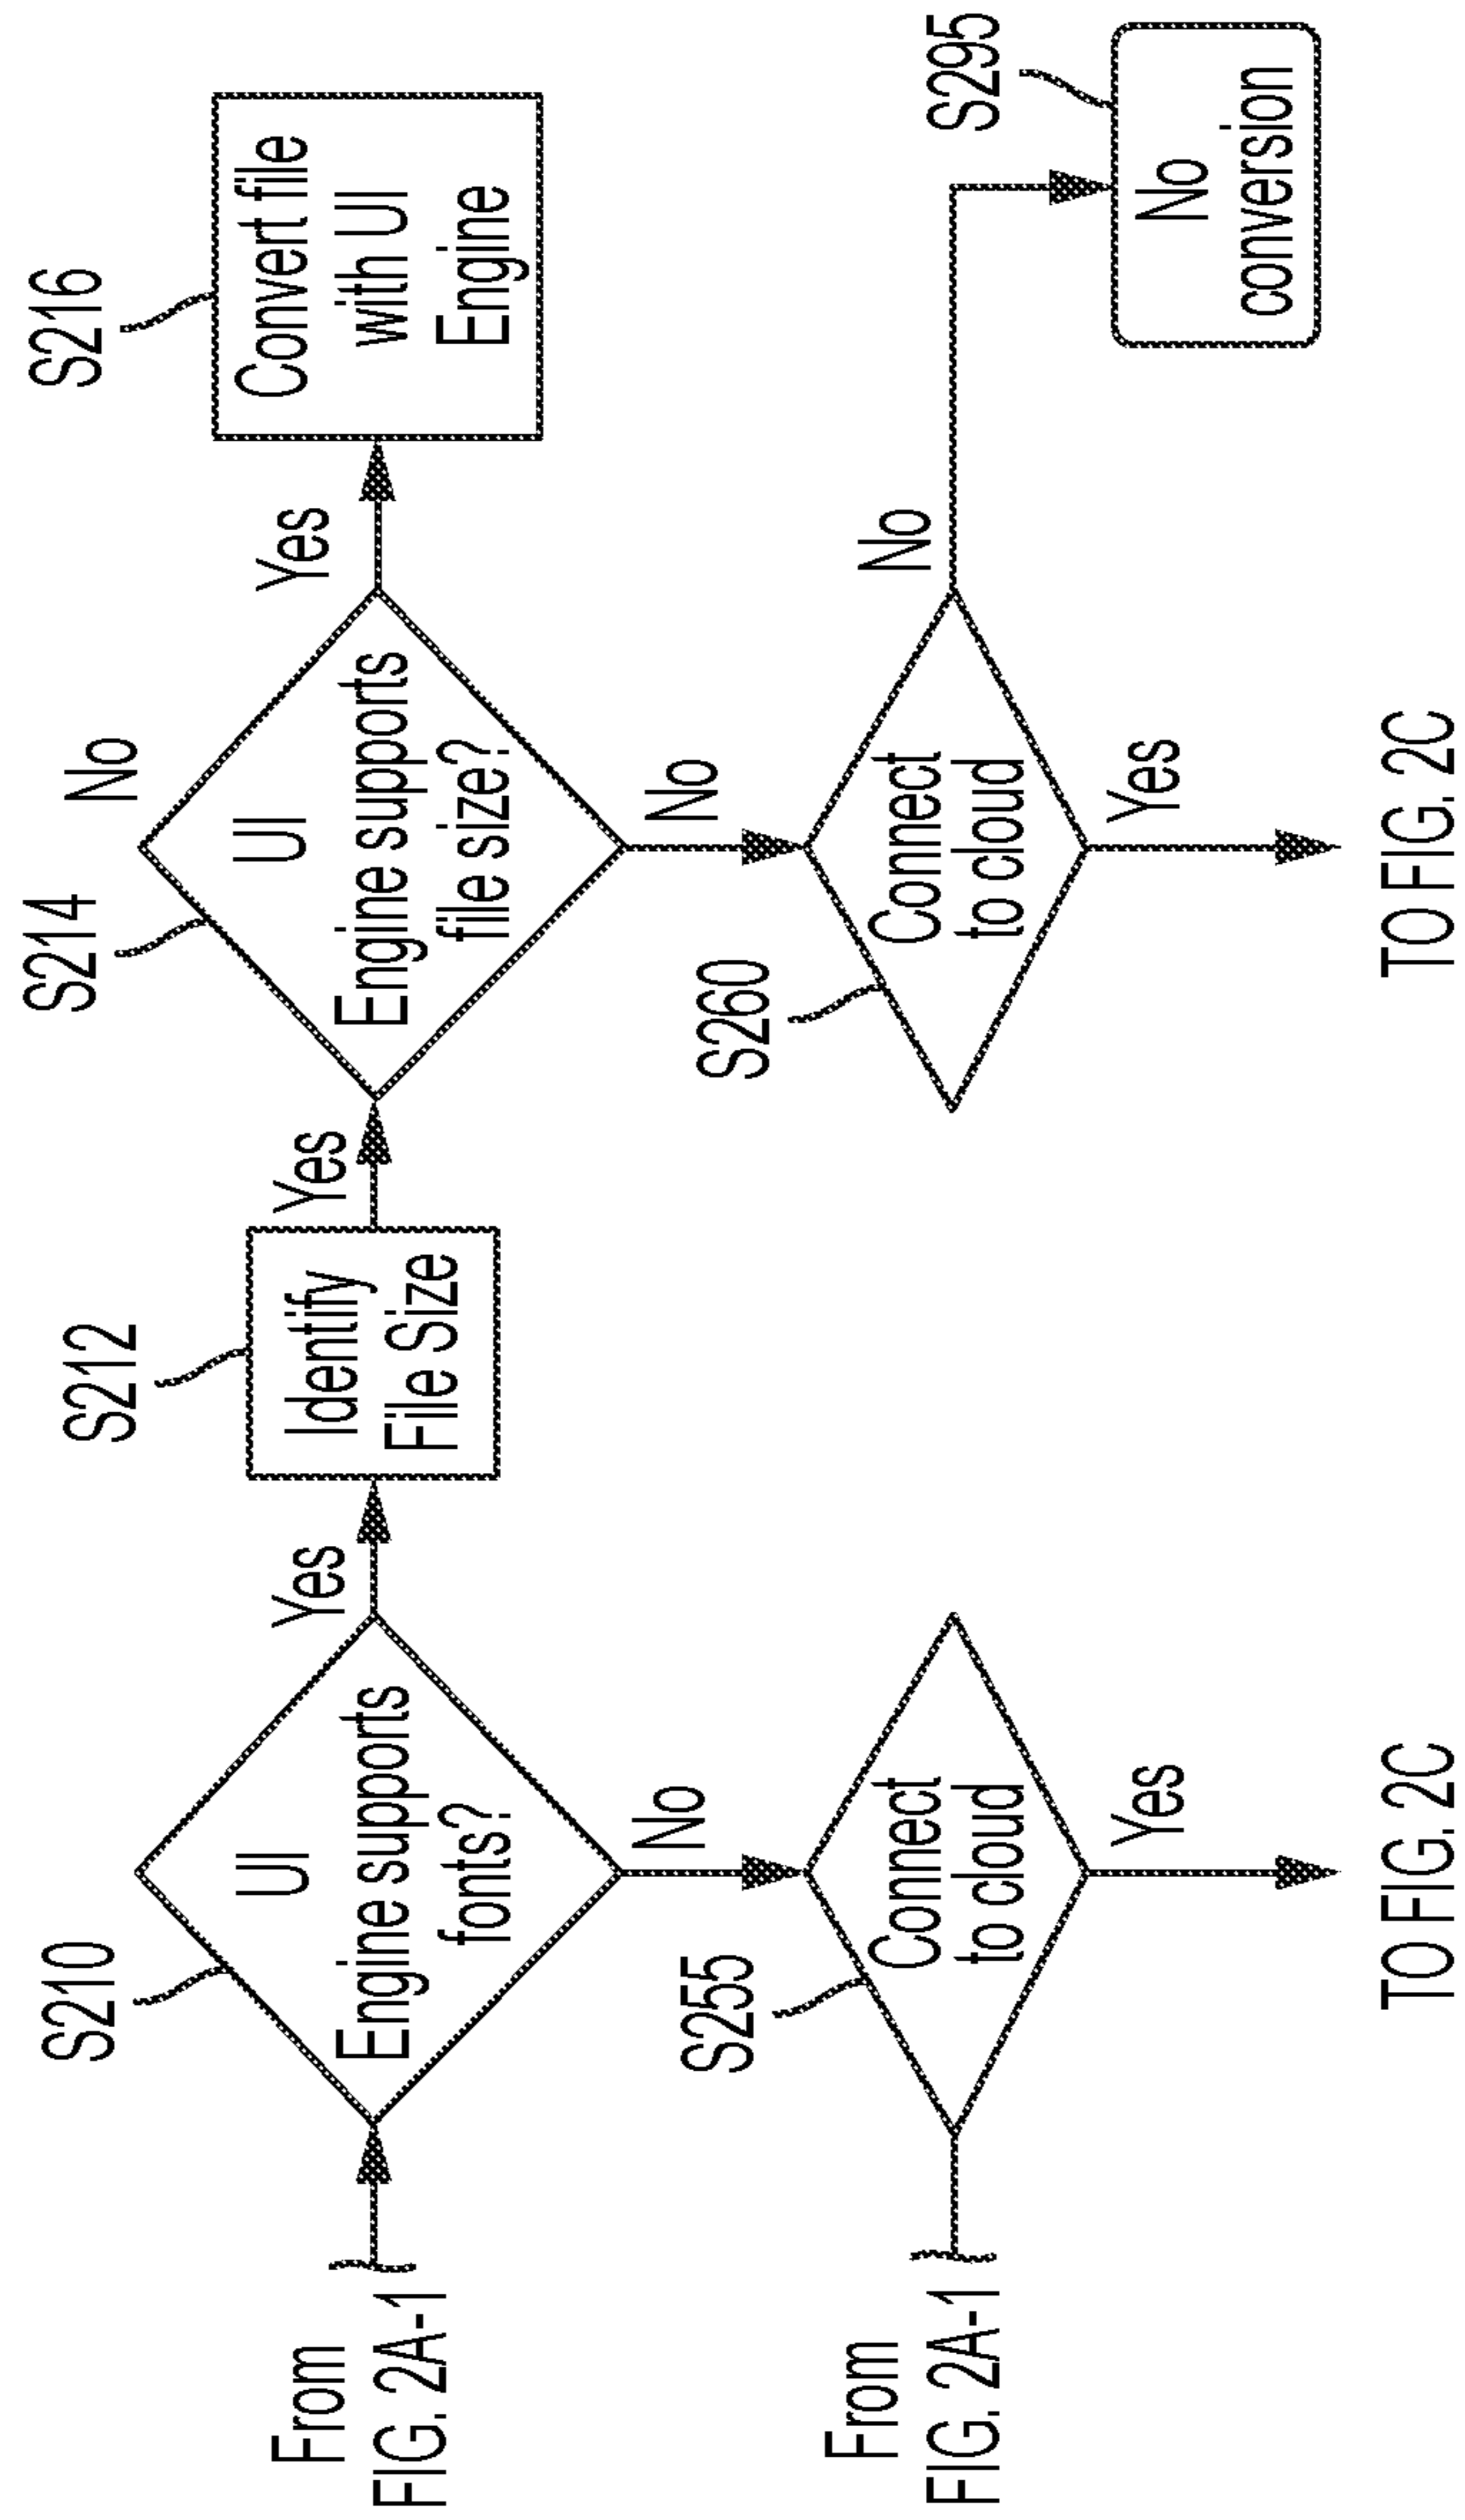 S210
S212
S214
No
S216
From
FIG. 2A-1
UI
Engine supports
fonts?
Yes
Identify
File Size
Yes
UI
Engine supports
file size?
Yes
Convert file
with UI
Engine
No
No
From
FIG. 2A-1
S255
Connect
to cloud
S260
Connect
to cloud
No
S295
No
conversion
Yes
Yes
TO FIG. 2C
TO FIG. 2C